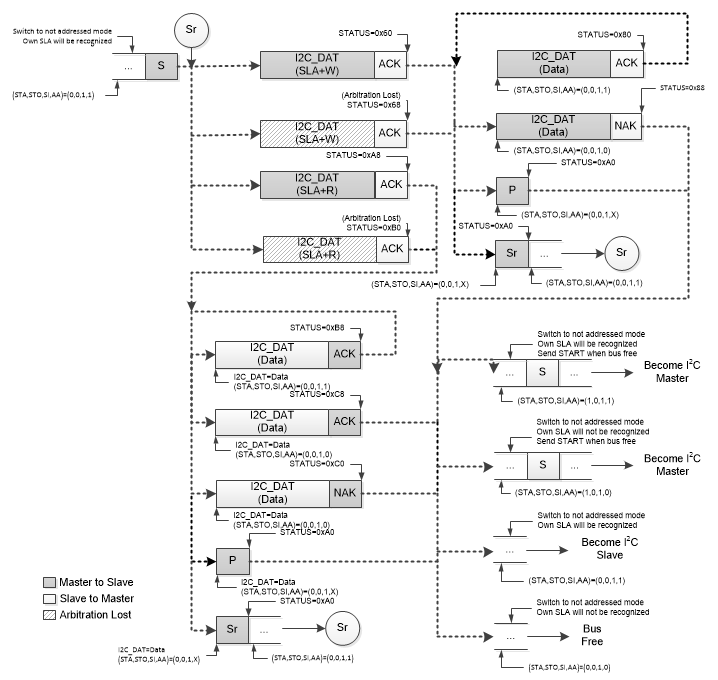 Switch to not addressed mode
Own SLA will be recognized
...
S
(STA,STO,SI,AA)=(0,0,1,1)
Sr
STATUS=0x60
I2C_DAT
(SLA+W)
ACK
(Arbitration Lost)
STATUS=0x68
I2C_DAT
(SLA+W)
ACK
STATUS=0xA8
I2C_DAT
(SLA+R)
ACK
(Arbitration Lost)
STATUS=0xB0
I2C_DAT
(SLA+R)
ACK
STATUS=0x80
I2C_DAT
(Data)
ACK
(STA,STO,SI,AA)=(0,0,1,1)
STATUS=0x88
I2C_DAT
(Data)
NAK
(STA,STO,SI,AA)=(0,0,1,0)
STATUS=0xA0
P
(STA,STO,SI,AA)=(0,0,1,X)
STATUS=0xA0
Sr
...
Sr
(STA,STO,SI,AA)=(0,0,1,X)
(STA,STO,SI,AA)=(0,0,1,1)
STATUS=0xB8
I2C_DAT
(Data)
ACK
I2C_DAT=Data
(STA,STO,SI,AA)=(0,0,1,1)
STATUS=0xC8
I2C_DAT
(Data)
ACK
I2C_DAT=Data
(STA,STO,SI,AA)=(0,0,1,0)
STATUS=0xC0
I2C_DAT
(Data)
NAK
I2C_DAT=Data
(STA,STO,SI,AA)=(0,0,1,0)
STATUS=0xA0
P
I2C_DAT=Data
(STA,STO,SI,AA)=(0,0,1,X)
STATUS=0xA0
Sr
...
Sr
I2C_DAT=Data
(STA,STO,SI,AA)=(0,0,1,X)
(STA,STO,SI,AA)=(0,0,1,1)
Switch to not addressed mode
Own SLA will be recognized
Send START when bus free
...
S
...
Become I²C
Master
(STA,STO,SI,AA)=(1,0,1,1)
Switch to not addressed mode
Own SLA will not be recognized
Send START when bus free
...
S
...
Become I²C
Master
(STA,STO,SI,AA)=(1,0,1,0)
Switch to not addressed mode
Own SLA will be recognized
...
Become I²C
Slave
(STA,STO,SI,AA)=(0,0,1,1)
Switch to not addressed mode
Own SLA will not be recognized
...
Bus
Free
(STA,STO,SI,AA)=(0,0,1,0)
Master to Slave
Slave to Master
Arbitration Lost